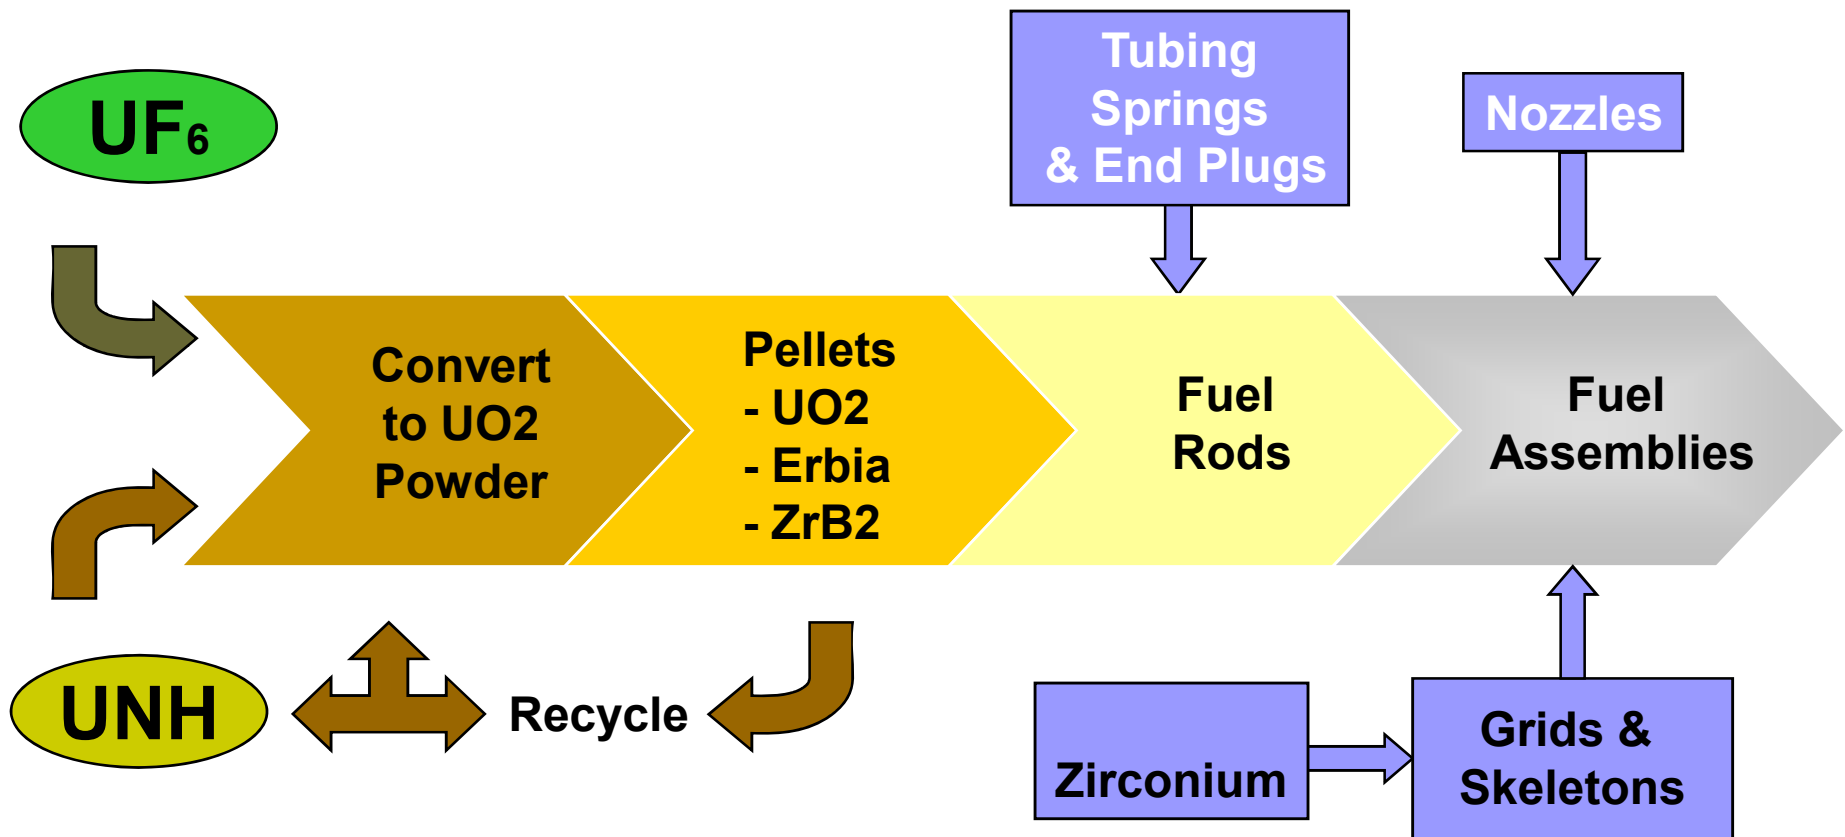 UF₆
Tubing
Springs
& End Plugs
Nozzles
Convert
to UO2
Powder
Pellets
- UO2
- Erbia
- ZrB2
Fuel
Rods
Fuel
Assemblies
UNH
Recycle
Zirconium
Grids &
Skeletons